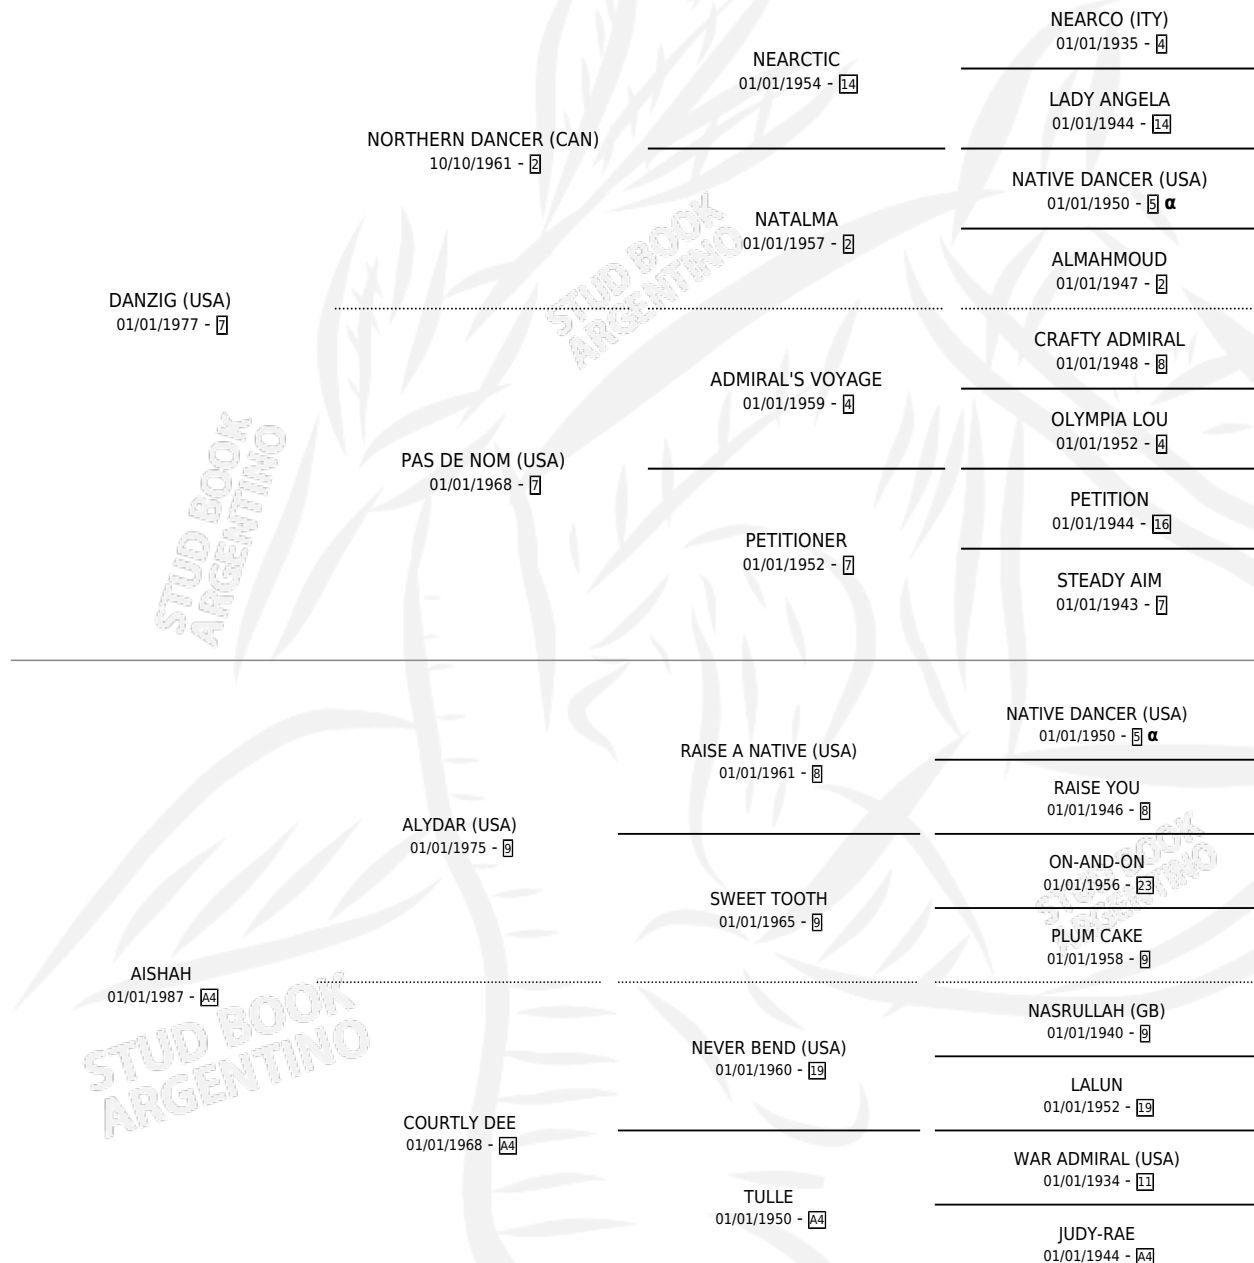 NEARCO (ITY)
01/01/1935 - 4
NEARCTIC
01/01/1954 - 14
LADY ANGELA
01/01/1944 - 14
NORTHERN DANCER (CAN)
10/10/1961 - 2
NATIVE DANCER (USA)
01/01/1950 - 5 α
NATALMA
01/01/1957 - 2
ALMAHMOUD
01/01/1947 - 2
DANZIG (USA)
01/01/1977 - 7
CRAFTY ADMIRAL
01/01/1948 - 8
ADMIRAL'S VOYAGE
01/01/1959 - 4
OLYMPIA LOU
01/01/1952 - 4
PAS DE NOM (USA)
01/01/1968 - 7
PETITION
01/01/1944 - 16
PETITIONER
01/01/1952 - 7
STEADY AIM
01/01/1943 - 7
STUD BOOK
ARGENTINO
STUD BOOK
ARGENTINO
NATIVE DANCER (USA)
01/01/1950 - 5 α
RAISE A NATIVE (USA)
01/01/1961 - 8
RAISE YOU
01/01/1946 - 8
ALYDAR (USA)
01/01/1975 - 9
ON-AND-ON
01/01/1956 - 23
SWEET TOOTH
01/01/1965 - 9
PLUM CAKE
01/01/1958 - 9
STUD BOOK
ARGENTINO
AISHAH
01/01/1987 - A4
NASRULLAH (GB)
01/01/1940 - 9
NEVER BEND (USA)
01/01/1960 - 19
LALUN
01/01/1952 - 19
COURTLY DEE
01/01/1968 - A4
WAR ADMIRAL (USA)
01/01/1934 - 11
TULLE
01/01/1950 - A4
JUDY-RAE
01/01/1944 - A4
STUD BOOK
ARGENTINO